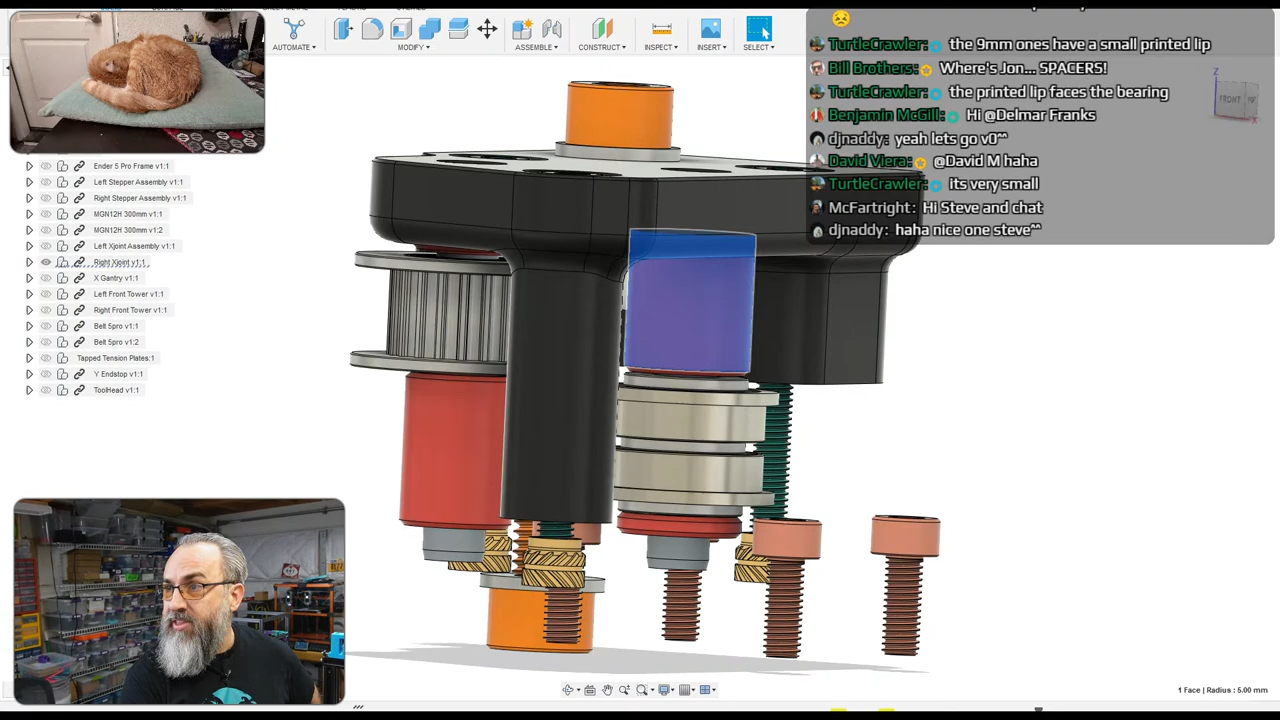 AUTOMATE
MODIFY
ASSEMBLE
CONSTRUCT
INSPECT
INSERT
SELECT
TurtleCrawler: the 9mm ones have a small printed lip
Bill Brothers: Where's Jon... SPACERS!
TurtleCrawler: the printed lip faces the bearing
Benjamin McGill: Hi @Delmar Franks
djnaddy: yeah lets go v0^^
David Viera: @David M haha
TurtleCrawler: its very small
McFartright: Hi Steve and chat
djnaddy: haha nice one steve^^
Z
FRONT
Ender 5 Pro Frame v1:1
Left Stepper Assembly v1:1
Right Stepper Assembly v1:1
MGN12H 300mm v1:1
MGN12H 300mm v1:2
Left Xjoint Assembly v1:1
Right Xjoint v1:1
X Gantry v1:1
Left Front Tower v1:1
Right Front Tower v1:1
Belt 5pro v1:1
Belt 5pro v1:2
Tapped Tension Plates:1
Y Endstop v1:1
ToolHead v1:1
1 Face | Radius : 5.00 mm